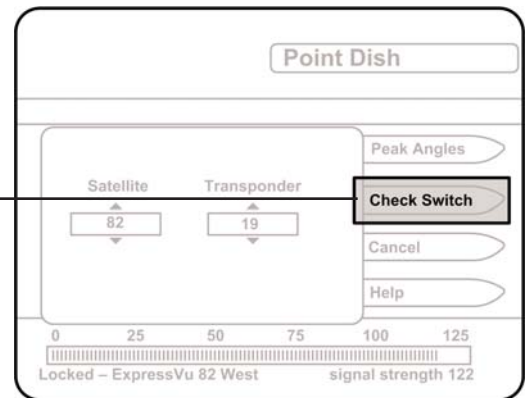 Point Dish
Peak Angles
Satellite Transponder
Check Switch
82 19
Cancel
Help
0 25 50 75 100 125
Locked – ExpressVu 82 West signal strength 122